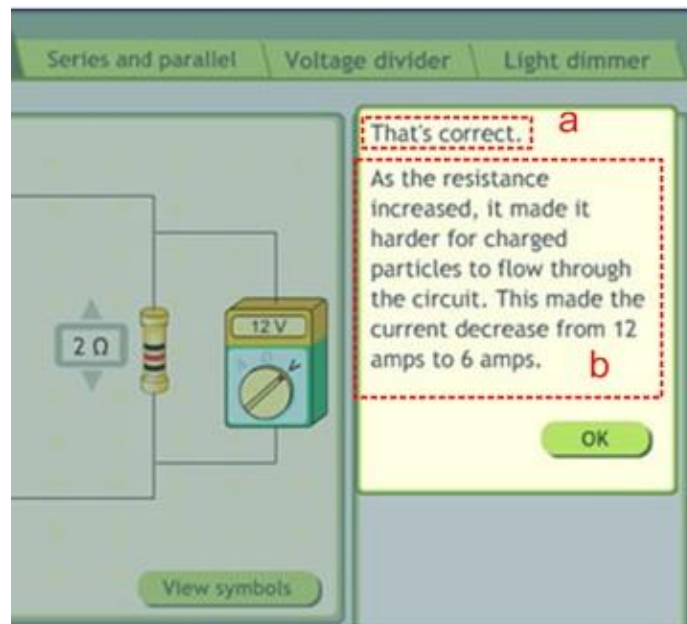 Series and parallel
Voltage divider
Light dimmer
That's correct.
a
As the resistance
increased, it made it
harder for charged
particles to flow through
the circuit. This made the
current decrease from 12
amps to 6 amps.
b
OK
2 Ω
12 V
View symbols